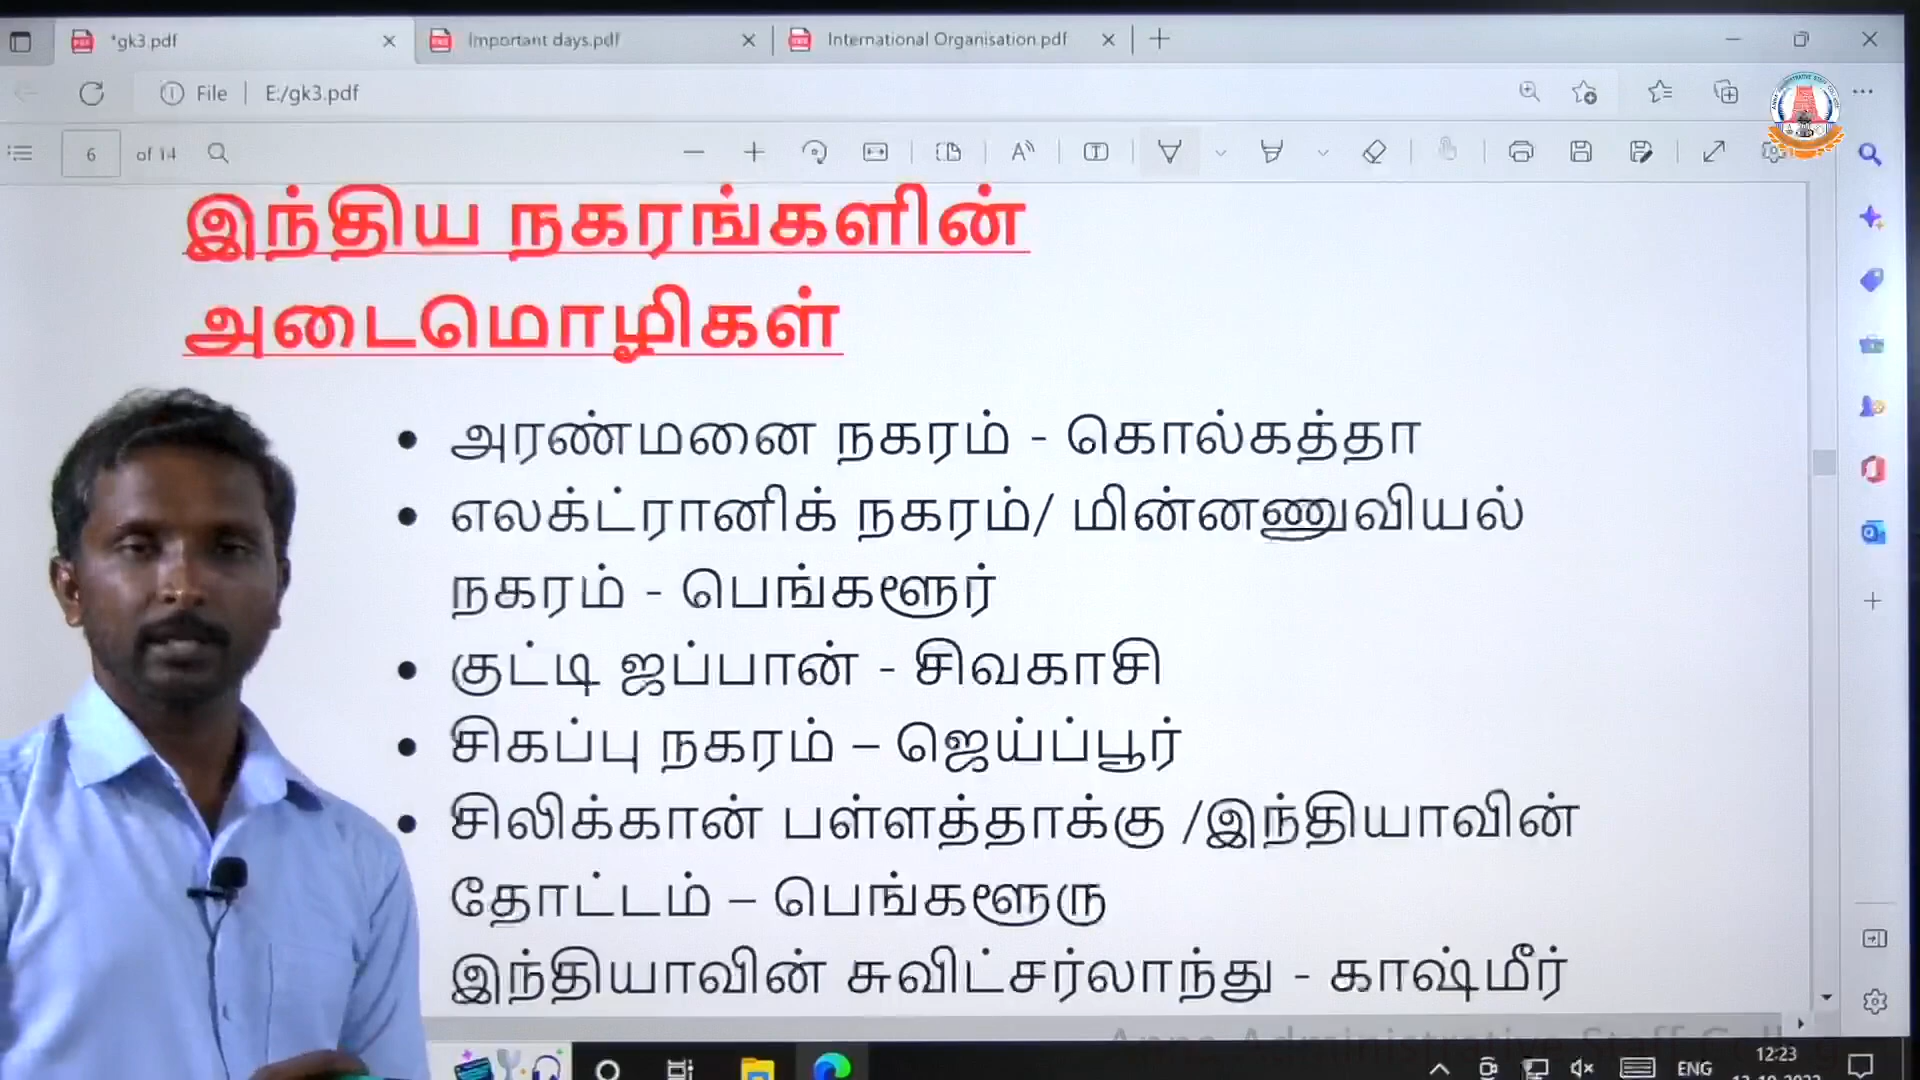 *gk3.pdf
Important days.pdf
International Organisation.pdf
File
E:/gk3.pdf
6 of 14
இந்திய நகரங்களின்
அடைமொழிகள்
• அரண்மனை நகரம் - கொல்கத்தா
• எலக்ட்ரானிக் நகரம்/ மின்னணுவியல்
நகரம் - பெங்களூர்
• குட்டி ஜப்பான் - சிவகாசி
• சிகப்பு நகரம் – ஜெய்ப்பூர்
• சிலிக்கான் பள்ளத்தாக்கு /இந்தியாவின்
தோட்டம் – பெங்களூரு
இந்தியாவின் சுவிட்சர்லாந்து - காஷ்மீர்
ENG
12:23